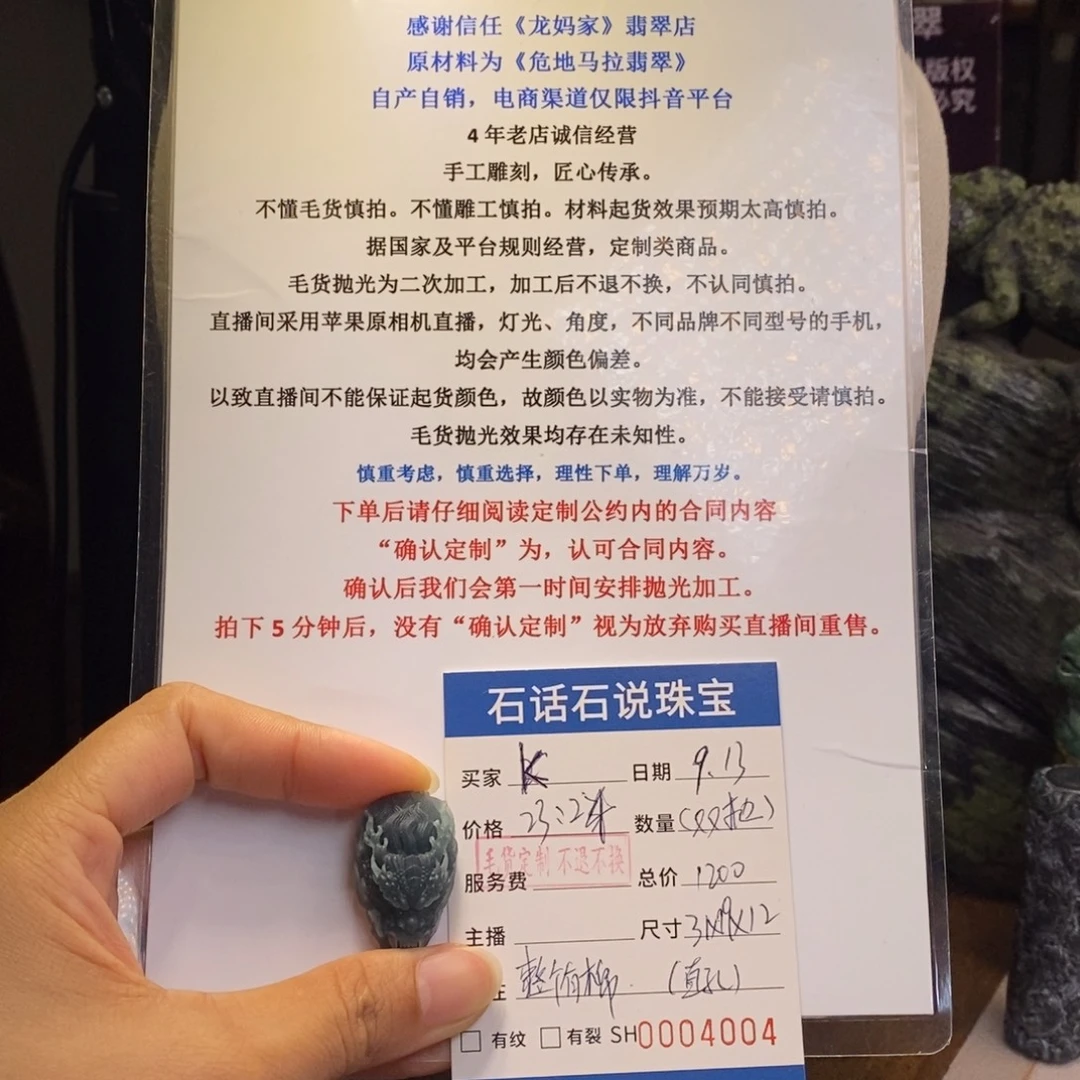 感谢信任《龙妈家》翡翠店
原材料为《危地马拉翡翠》
自产自销，电商渠道仅限抖音平台
4年老店诚信经营
手工雕刻，匠心传承。
不懂毛货慎拍。不懂雕工慎拍。材料起货效果预期太高慎拍。
据国家及平台规则经营，定制类商品。
毛货抛光为二次加工，加工后不退不换，不认同慎拍。
直播间采用苹果原相机直播，灯光、角度，不同品牌不同型号的手机，
均会产生颜色偏差。
以致直播间不能保证起货颜色，故颜色以实物为准，不能接受请慎拍。
毛货抛光效果均存在未知性。
慎重考虑，慎重选择，理性下单，理解万岁。
下单后请仔细阅读定制公约内的合同内容
“确认定制”为，认可合同内容。
确认后我们会第一时间安排抛光加工。
拍下5分钟后，没有“确认定制”视为放弃购买直播间重售。
翠
版权
必究
石话石说珠宝
买家 K 日期 9.13
价格 23:2 数量
毛货定制 不退不换
服务费 总价 1200
主播 尺寸
(直孔)
有纹 有裂 SH0004004